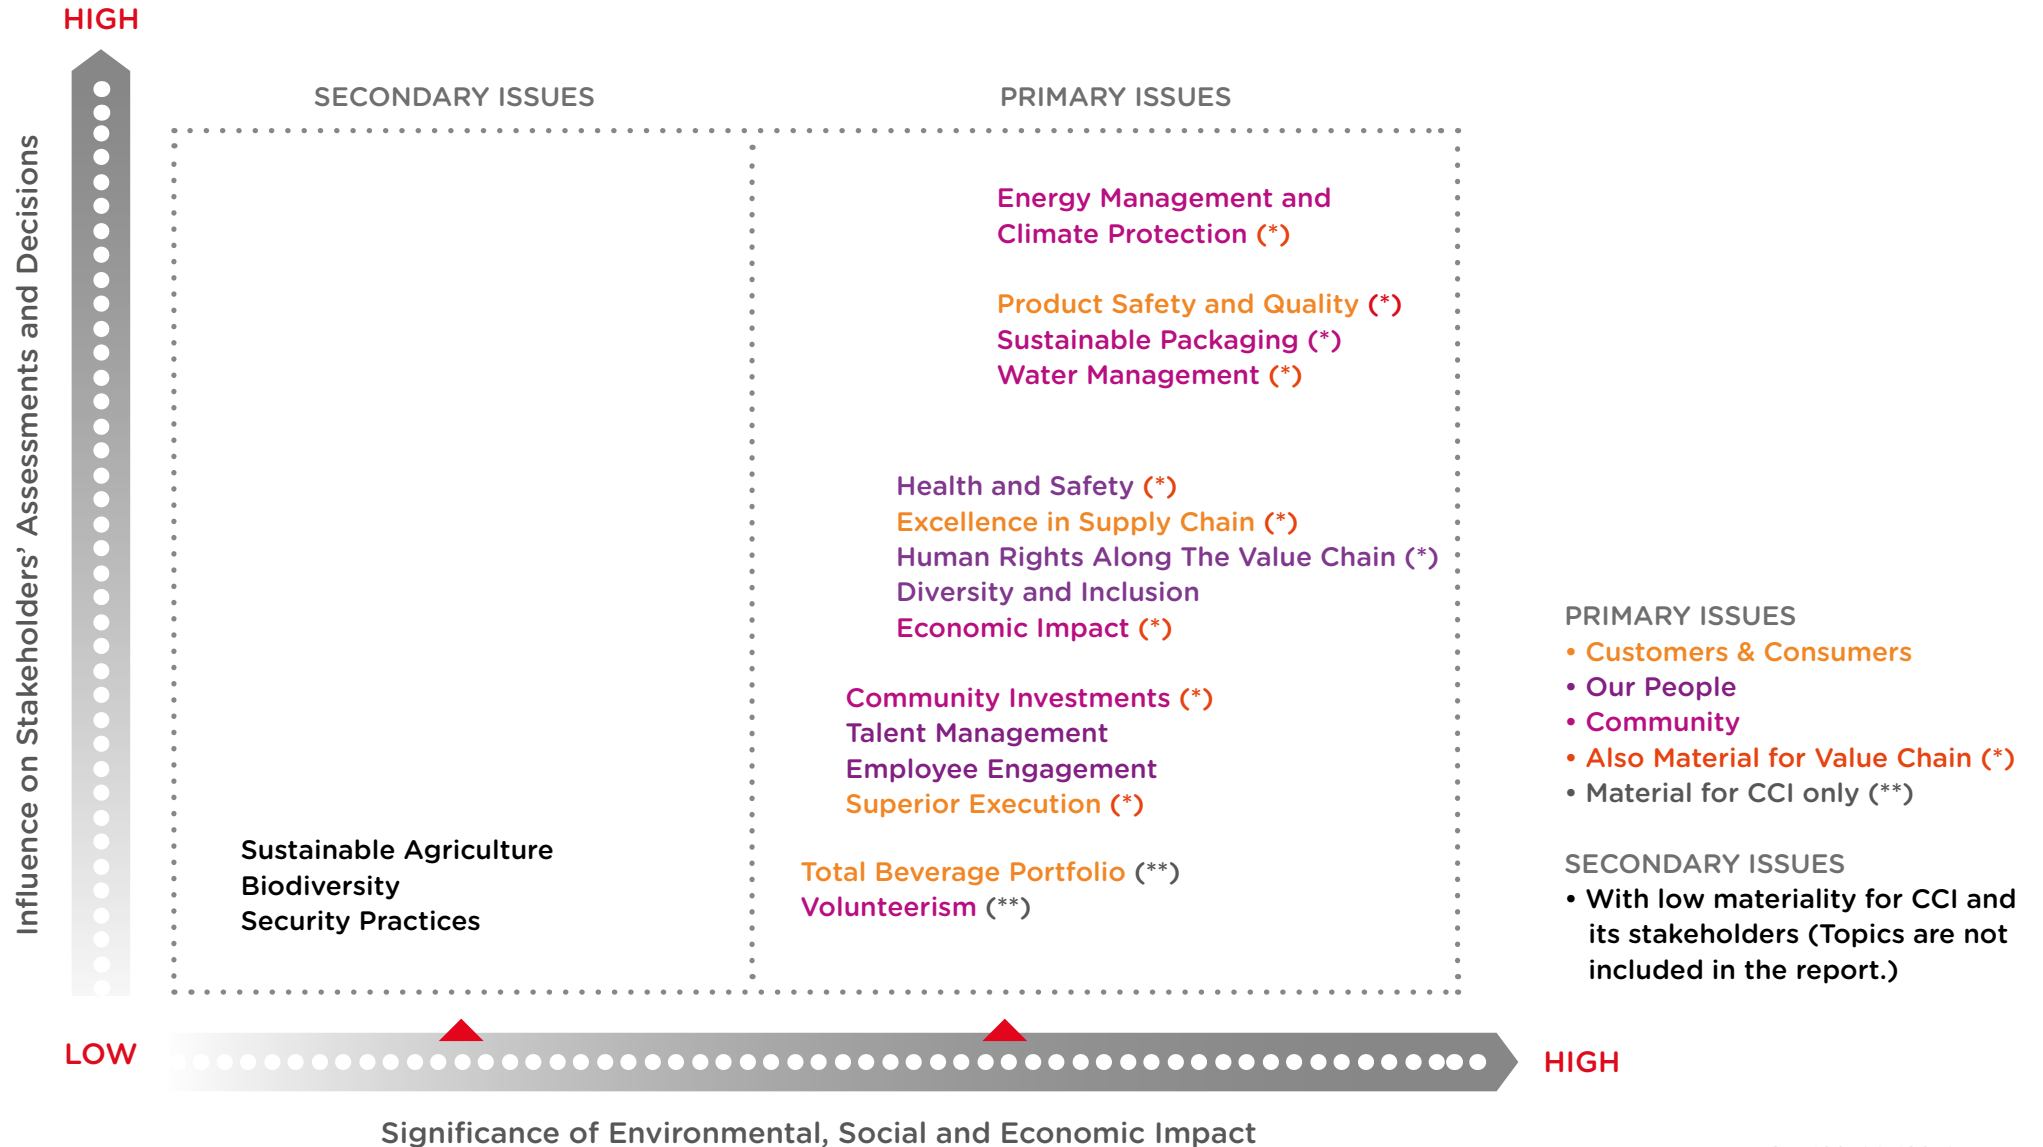 HIGH
SECONDARY ISSUES
PRIMARY ISSUES
Influence on Stakeholders’ Assessments and Decisions
Energy Management and
Climate Protection (*)
Product Safety and Quality (*)
Sustainable Packaging (*)
Water Management (*)
Health and Safety (*)
Excellence in Supply Chain (*)
Human Rights Along The Value Chain (*)
Diversity and Inclusion
Economic Impact (*)
Community Investments (*)
Talent Management
Employee Engagement
Superior Execution (*)
Sustainable Agriculture
Biodiversity
Security Practices
Total Beverage Portfolio (**)
Volunteerism (**)
PRIMARY ISSUES
• Customers & Consumers
• Our People
• Community
• Also Material for Value Chain (*)
• Material for CCI only (**)
SECONDARY ISSUES
• With low materiality for CCI and
its stakeholders (Topics are not
included in the report.)
LOW
HIGH
Significance of Environmental, Social and Economic Impact